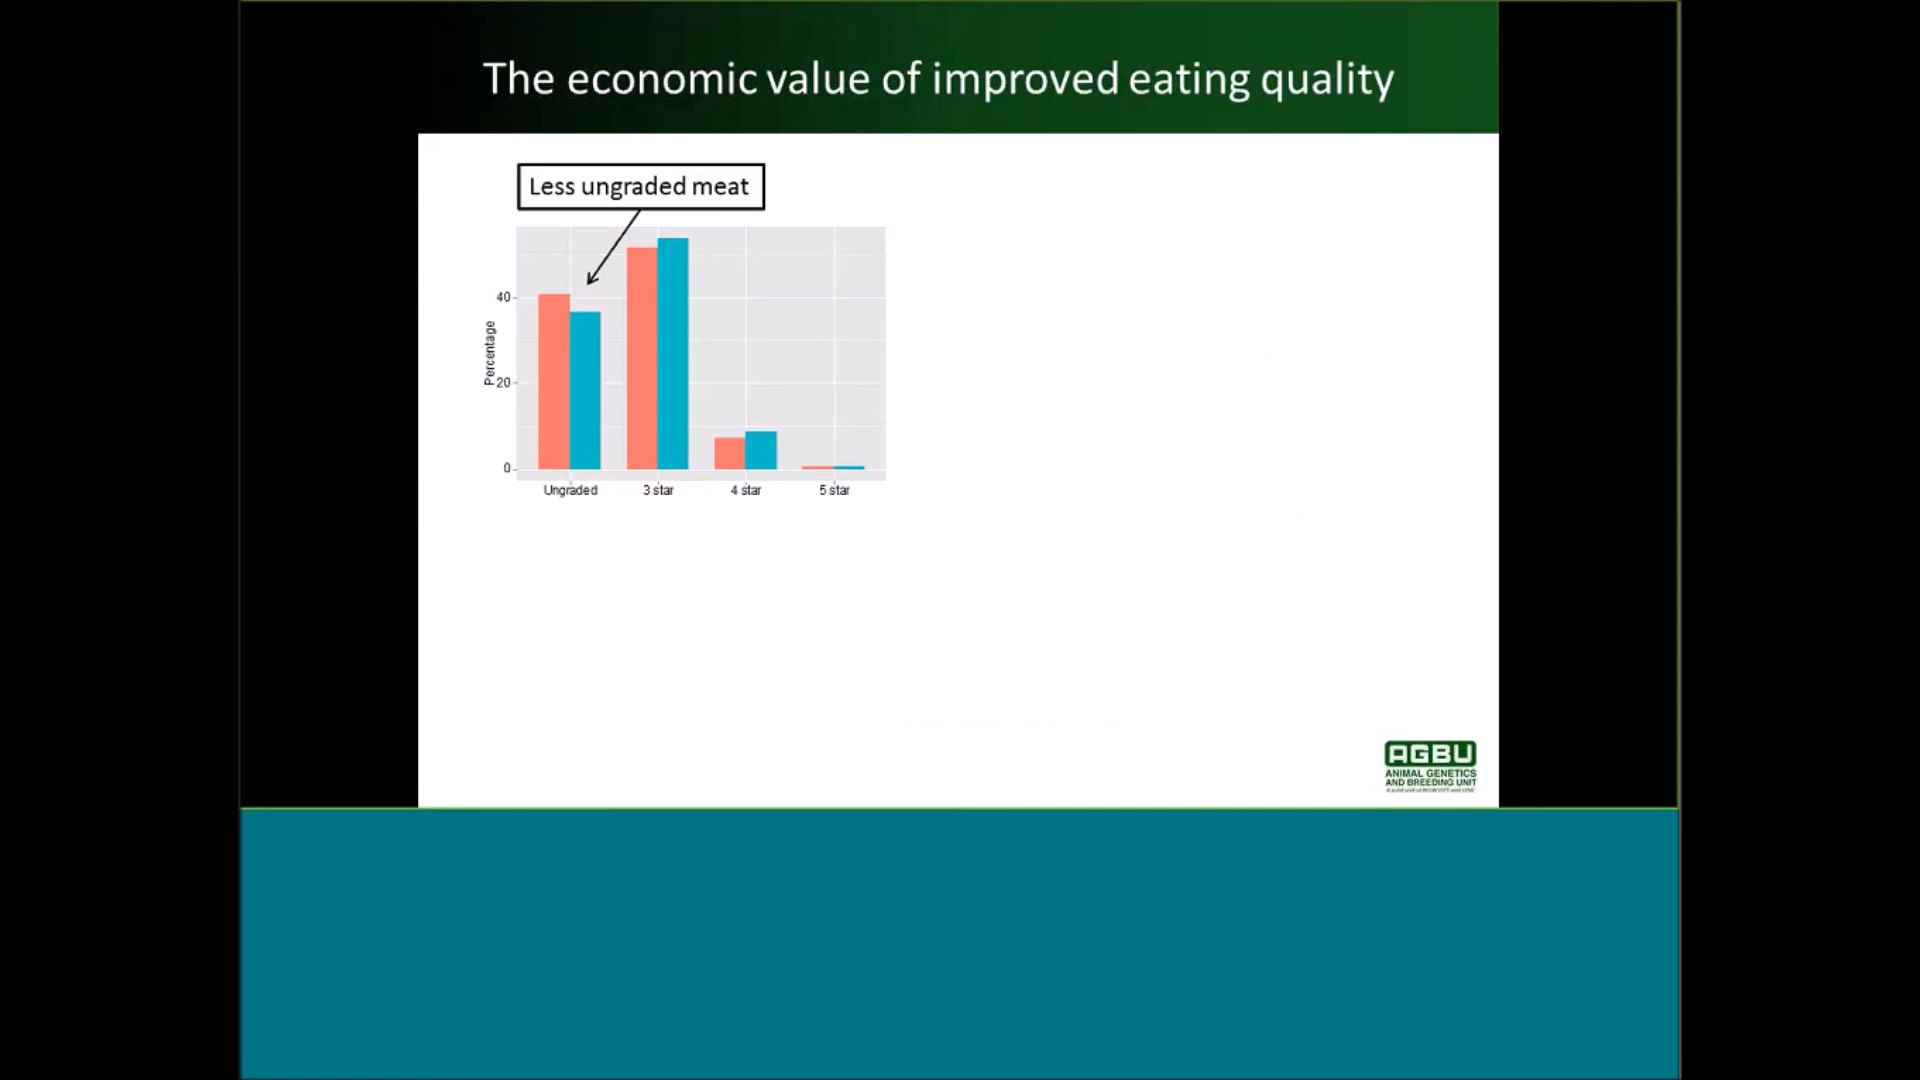 The economic value of improved eating quality
Less ungraded meat
Percentage
40
20
0
Ungraded
3 star
4 star
5 star
AGBU
ANIMAL GENETICS
AND BREEDING UNIT